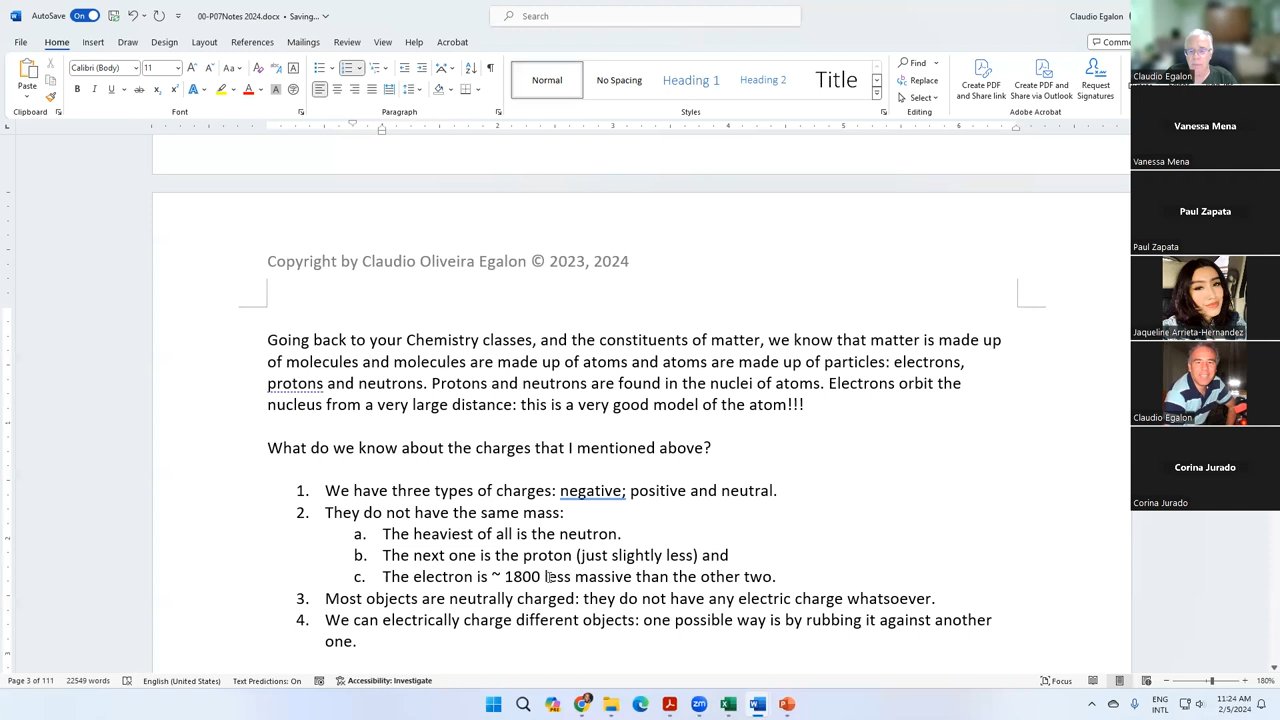 AutoSave On 00-P07Notes 2024.docx - Saving... Search Claudio Egalon
File Home Insert Draw Design Layout References Mailings Review View Help Acrobat Comme
Paste Calibri (Body) 11 Normal No Spacing Heading 1 Heading 2 Title Find Replace Select Create PDF and Share link Create PDF and Share via Outlook Request Signatures
Clipboard Font Paragraph Styles Editing Adobe Acrobat
Copyright by Claudio Oliveira Egalon © 2023, 2024
Going back to your Chemistry classes, and the constituents of matter, we know that matter is made up
of molecules and molecules are made up of atoms and atoms are made up of particles: electrons,
protons and neutrons. Protons and neutrons are found in the nuclei of atoms. Electrons orbit the
nucleus from a very large distance: this is a very good model of the atom!!!
What do we know about the charges that I mentioned above?
1. We have three types of charges: negative; positive and neutral.
2. They do not have the same mass:
a. The heaviest of all is the neutron.
b. The next one is the proton (just slightly less) and
c. The electron is ~ 1800 less massive than the other two.
3. Most objects are neutrally charged: they do not have any electric charge whatsoever.
4. We can electrically charge different objects: one possible way is by rubbing it against another
one.
Page 3 of 111 22549 words English (United States) Text Predictions: On Accessibility: Investigate Focus 180%
ENG INTL 11:24 AM 2/5/2024
Claudio Egalon
Vanessa Mena
Vanessa Mena
Paul Zapata
Paul Zapata
Jaqueline Arrieta-Hernandez
Claudio Egalon
Corina Jurado
Corina Jurado